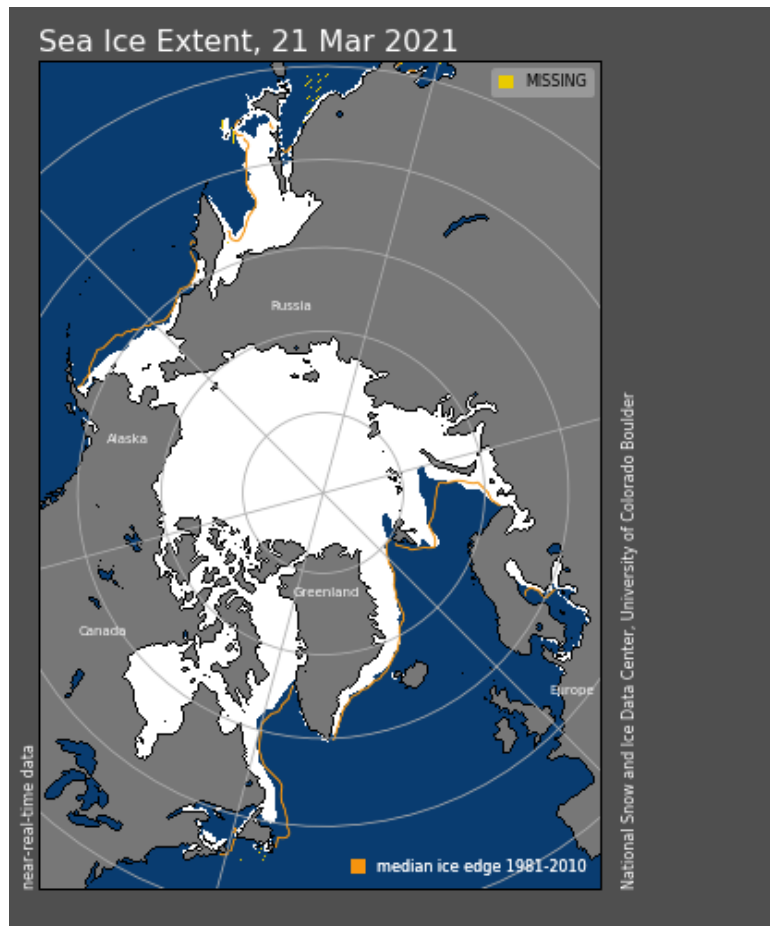 Sea Ice Extent, 21 Mar 2021
MISSING
Russia
Alaska
Greenland
Canada
Europe
near-real-time data
National Snow and Ice Data Center, University of Colorado Boulder
median ice edge 1981-2010